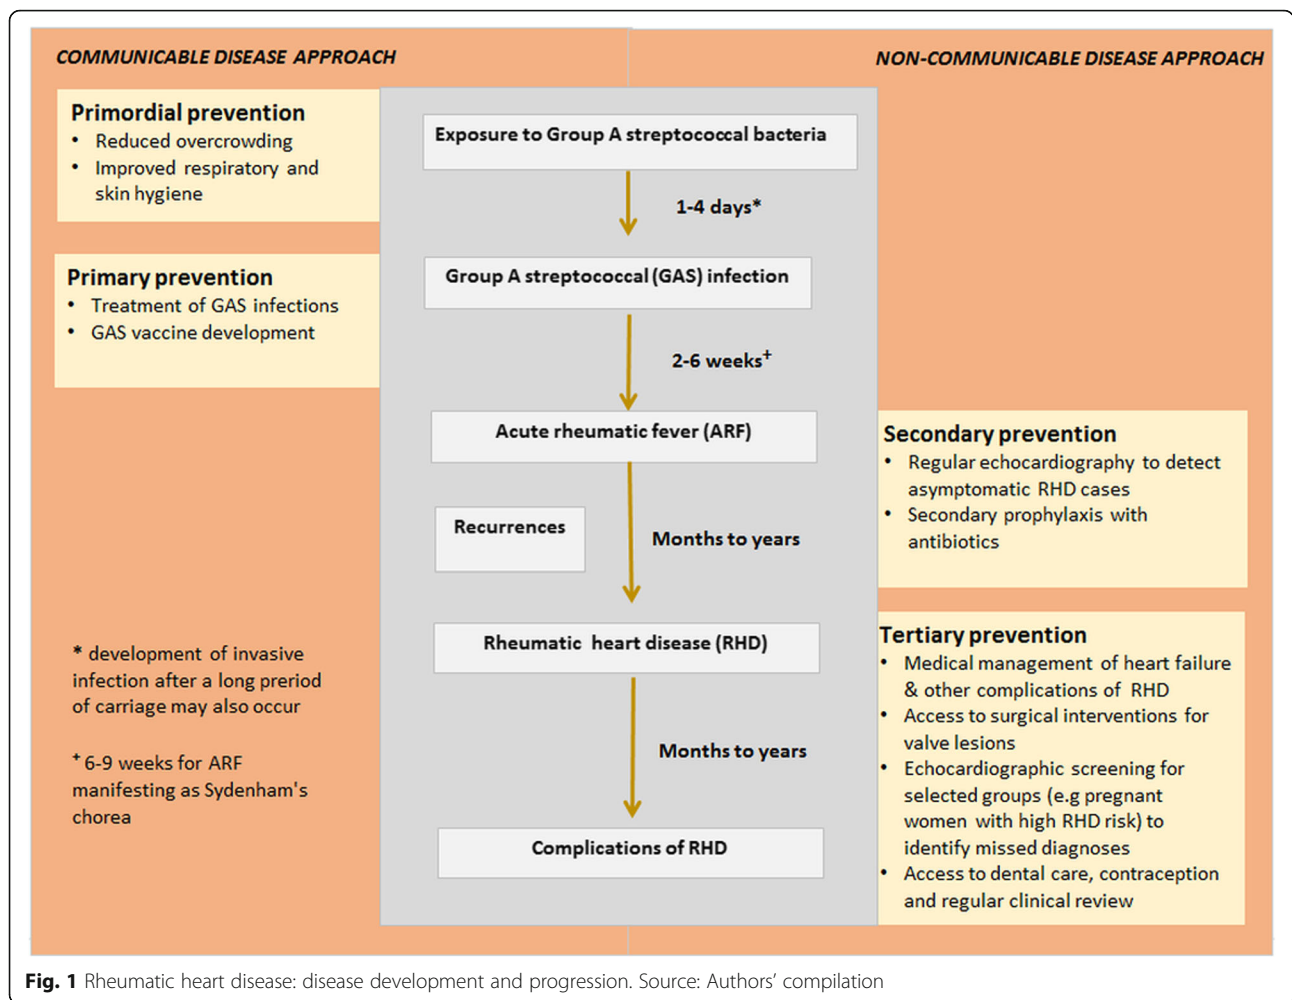 COMMUNICABLE DISEASE APPROACH
NON-COMMUNICABLE DISEASE APPROACH
Primordial prevention
• Reduced overcrowding
• Improved respiratory and
skin hygiene
Primary prevention
• Treatment of GAS infections
• GAS vaccine development
* development of invasive
infection after a long preriod
of carriage may also occur
+ 6-9 weeks for ARF
manifesting as Sydenham's
chorea
Exposure to Group A streptococcal bacteria
1-4 days*
Group A streptococcal (GAS) infection
2-6 weeks+
Acute rheumatic fever (ARF)
Recurrences
Months to years
Rheumatic heart disease (RHD)
Months to years
Complications of RHD
Secondary prevention
• Regular echocardiography to detect
asymptomatic RHD cases
• Secondary prophylaxis with
antibiotics
Tertiary prevention
• Medical management of heart failure
& other complications of RHD
• Access to surgical interventions for
valve lesions
• Echocardiographic screening for
selected groups (e.g pregnant
women with high RHD risk) to
identify missed diagnoses
• Access to dental care, contraception
and regular clinical review
Fig. 1 Rheumatic heart disease: disease development and progression. Source: Authors' compilation